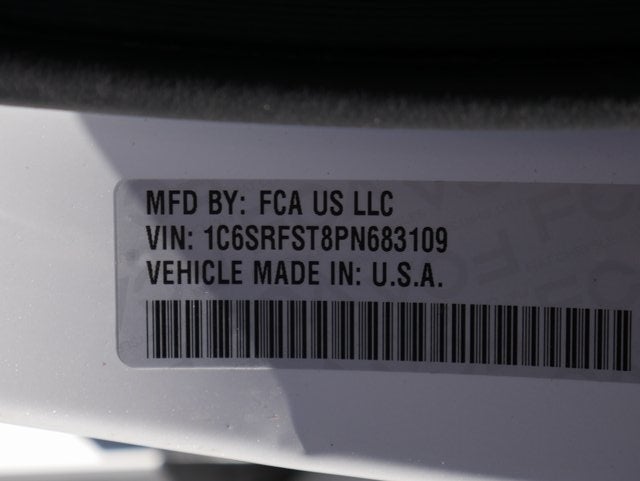 MFD BY: FCA US LLC
VIN: 1C6SRFST8PN683109
VEHICLE MADE IN: U.S.A.